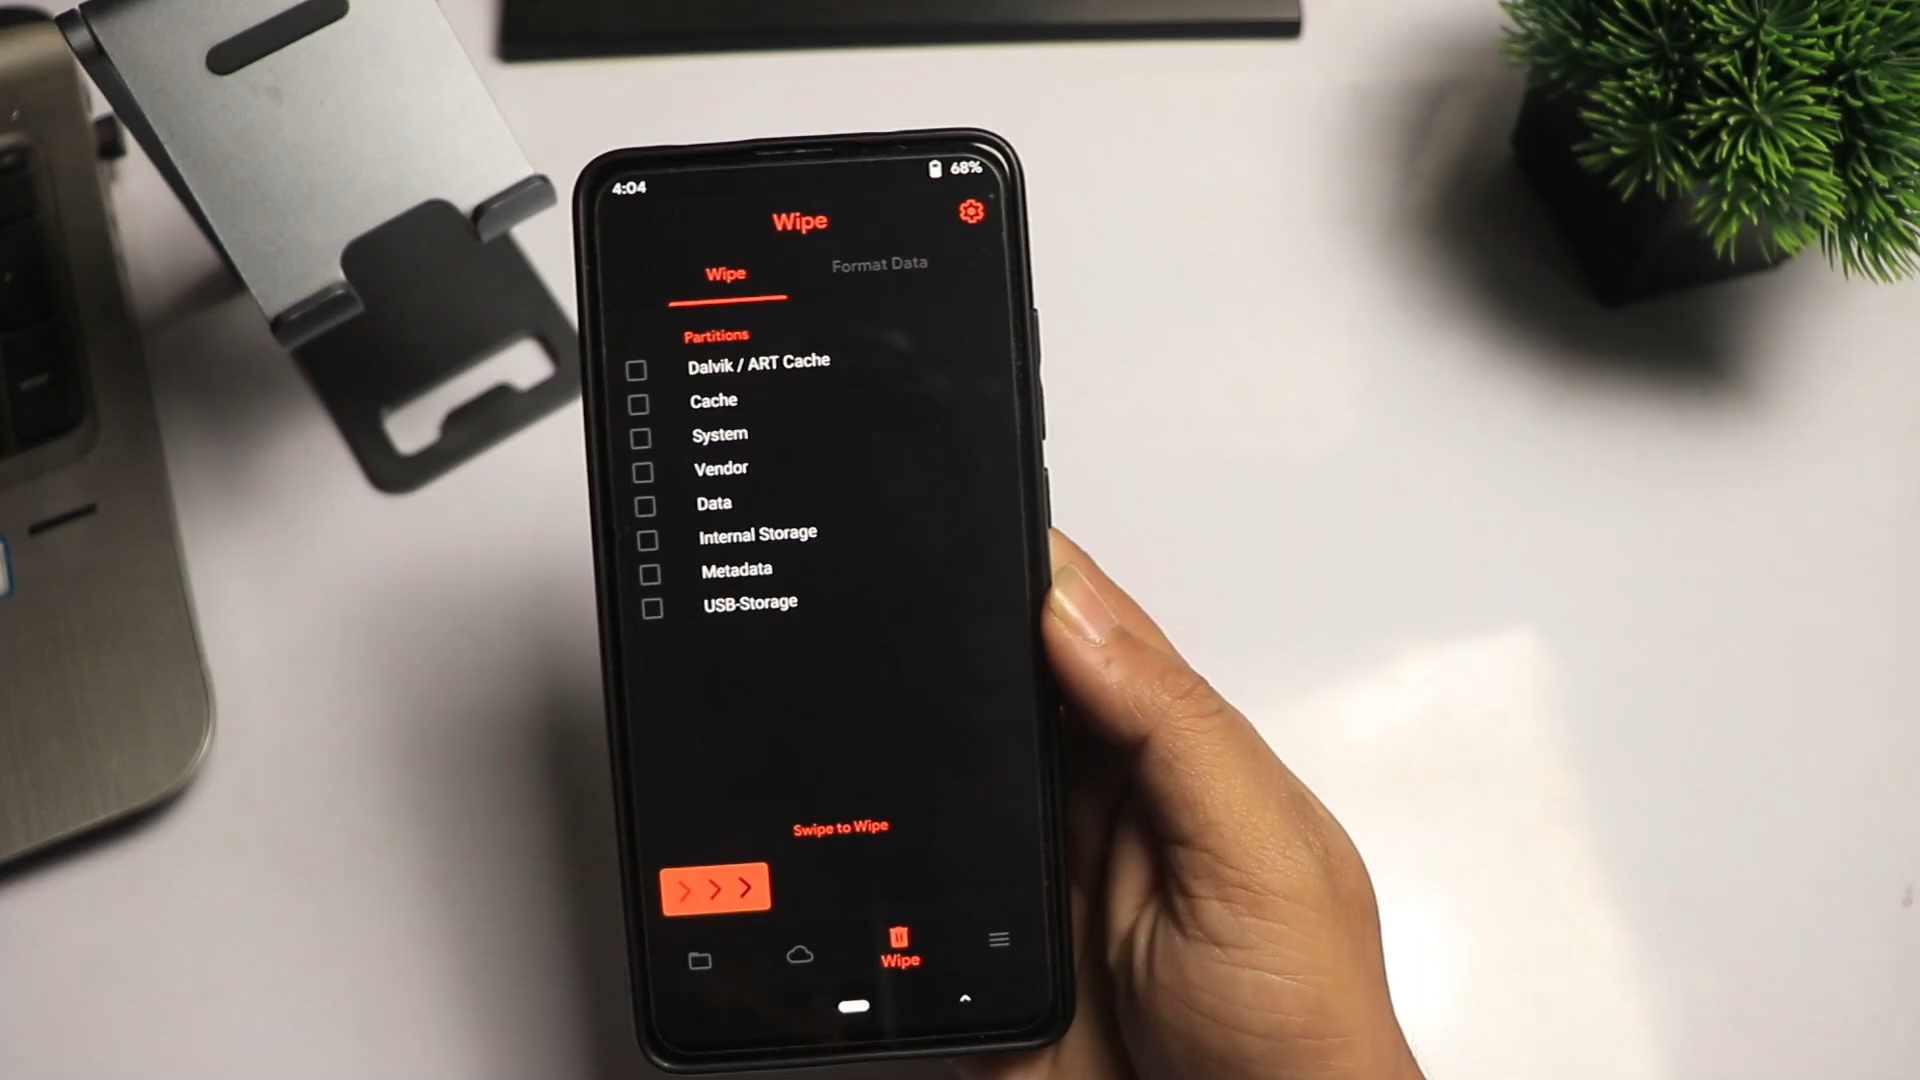 4:04
68%
Wipe
Wipe
Format Data
Partitions
Dalvik / ART Cache
Cache
System
Vendor
Data
Internal Storage
Metadata
USB-Storage
Swipe to Wipe
Wipe